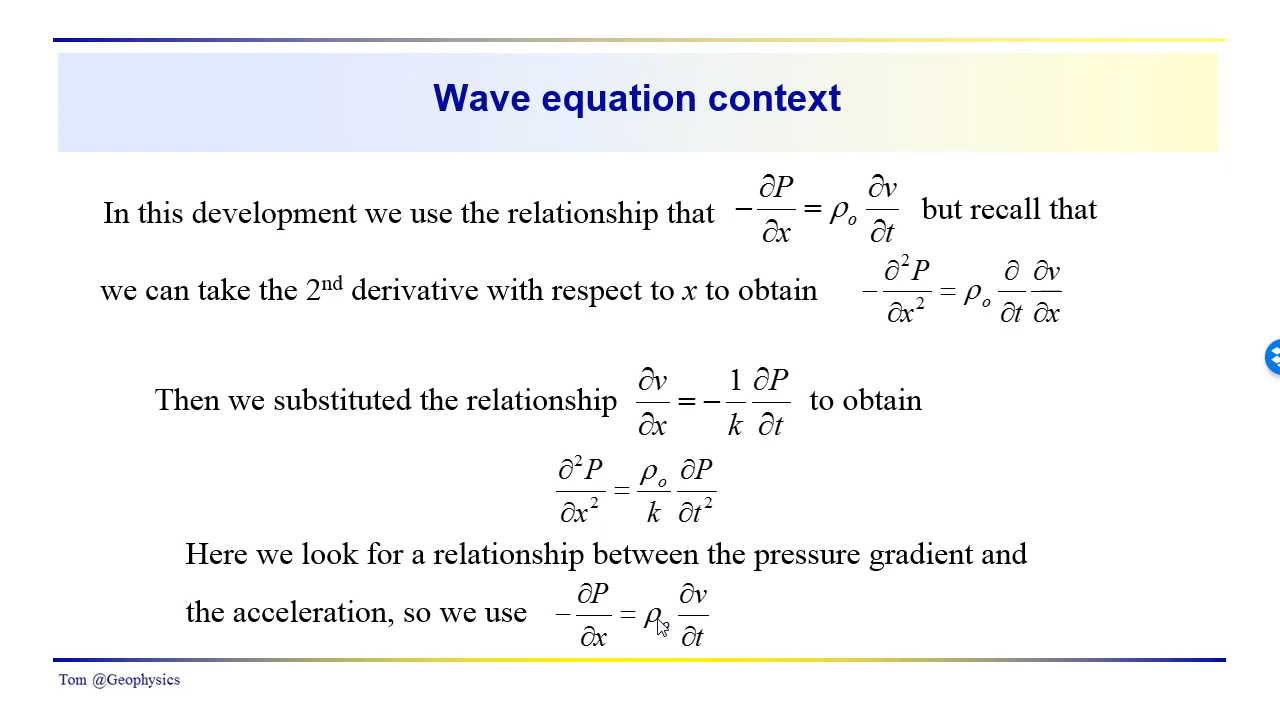 Wave equation context
In this development we use the relationship that −∂P/∂x = ρₒ ∂v/∂t but recall that
we can take the 2nd derivative with respect to x to obtain −∂²P/∂x² = ρₒ ∂/∂t ∂v/∂x
Then we substituted the relationship ∂v/∂x = −1/k ∂P/∂t to obtain
∂²P/∂x² = ρₒ/k ∂P/∂t²
Here we look for a relationship between the pressure gradient and
the acceleration, so we use −∂P/∂x = ρₒ ∂v/∂t
Tom @Geophysics